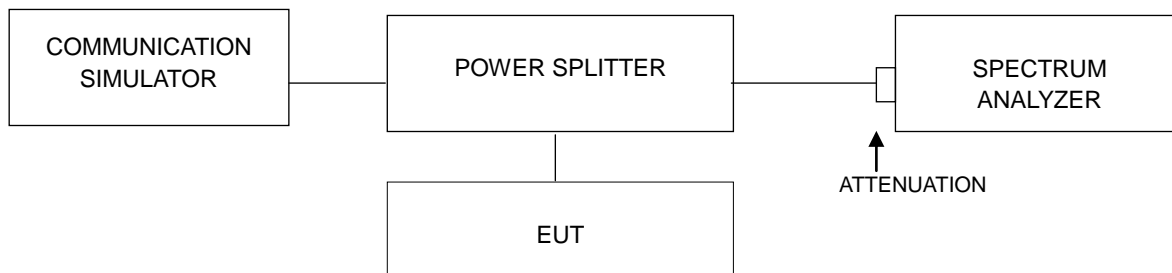 COMMUNICATION
SIMULATOR
POWER SPLITTER
SPECTRUM
ANALYZER
ATTENUATION
EUT